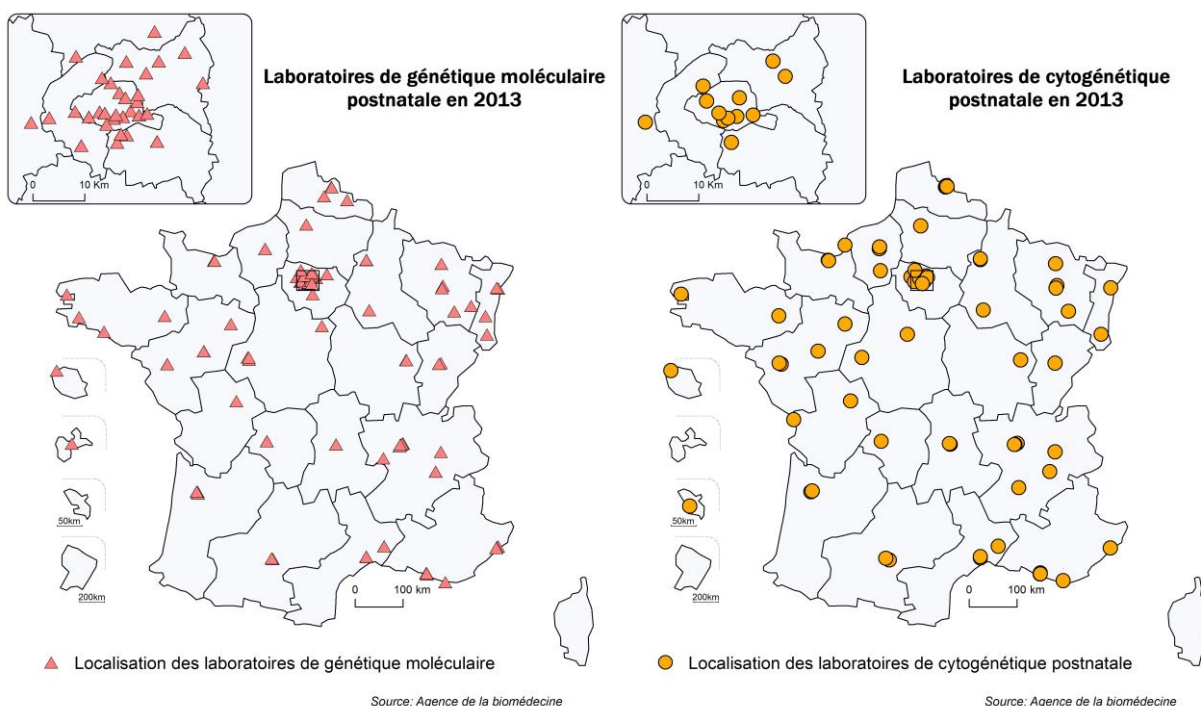 Laboratoires de génétique moléculaire
postnatale en 2013
0 10 Km
50km
200km
0 100 km
Localisation des laboratoires de génétique moléculaire
Source: Agence de la biomédecine
Laboratoires de cytogénétique
postnatale en 2013
0 10 Km
50km
200km
0 100 km
Localisation des laboratoires de cytogénétique postnatale
Source: Agence de la biomédecine